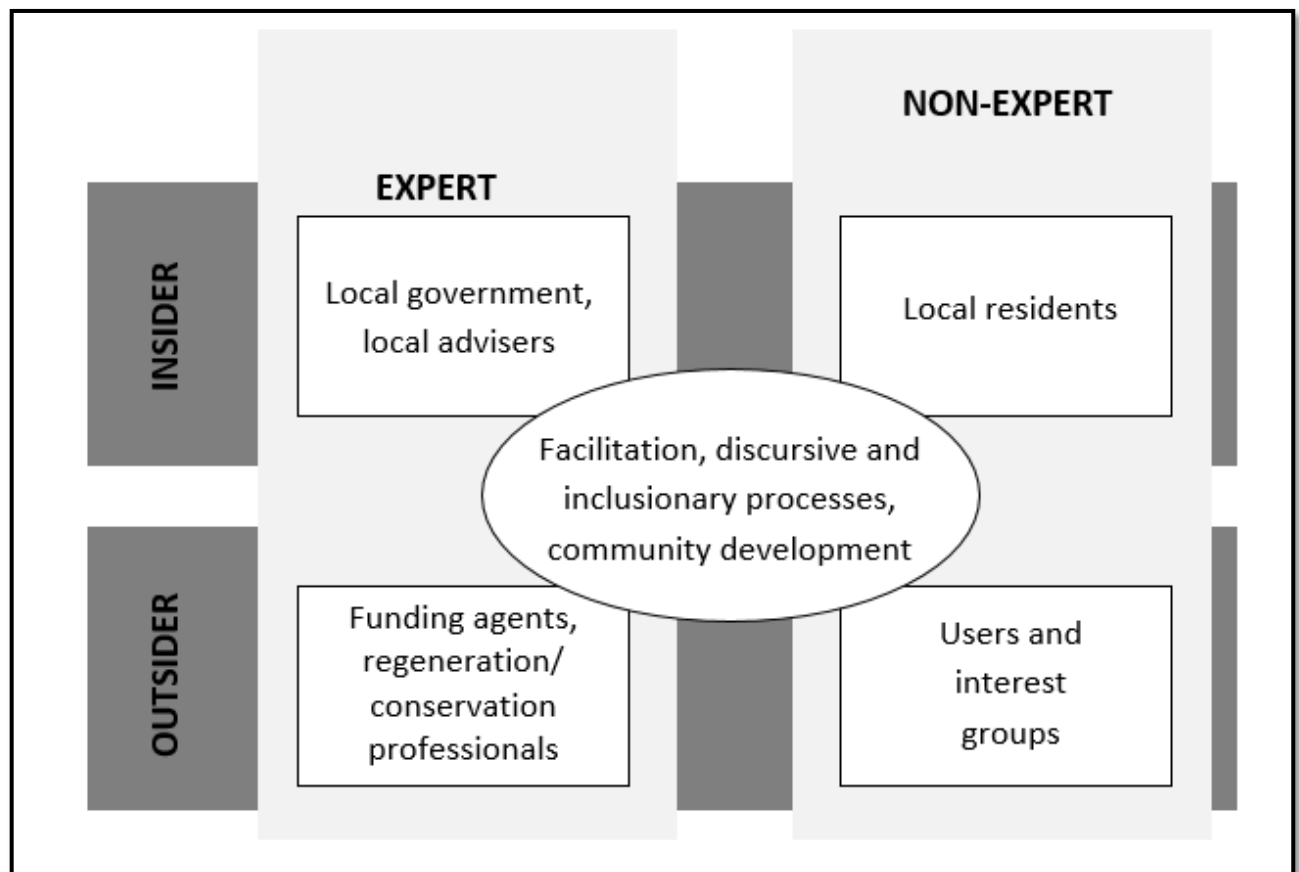 NON-EXPERT
EXPERT
INSIDER
Local government,
local advisers
Local residents
Facilitation, discursive and
inclusionary processes,
community development
OUTSIDER
Funding agents,
regeneration/
conservation
professionals
Users and
interest
groups